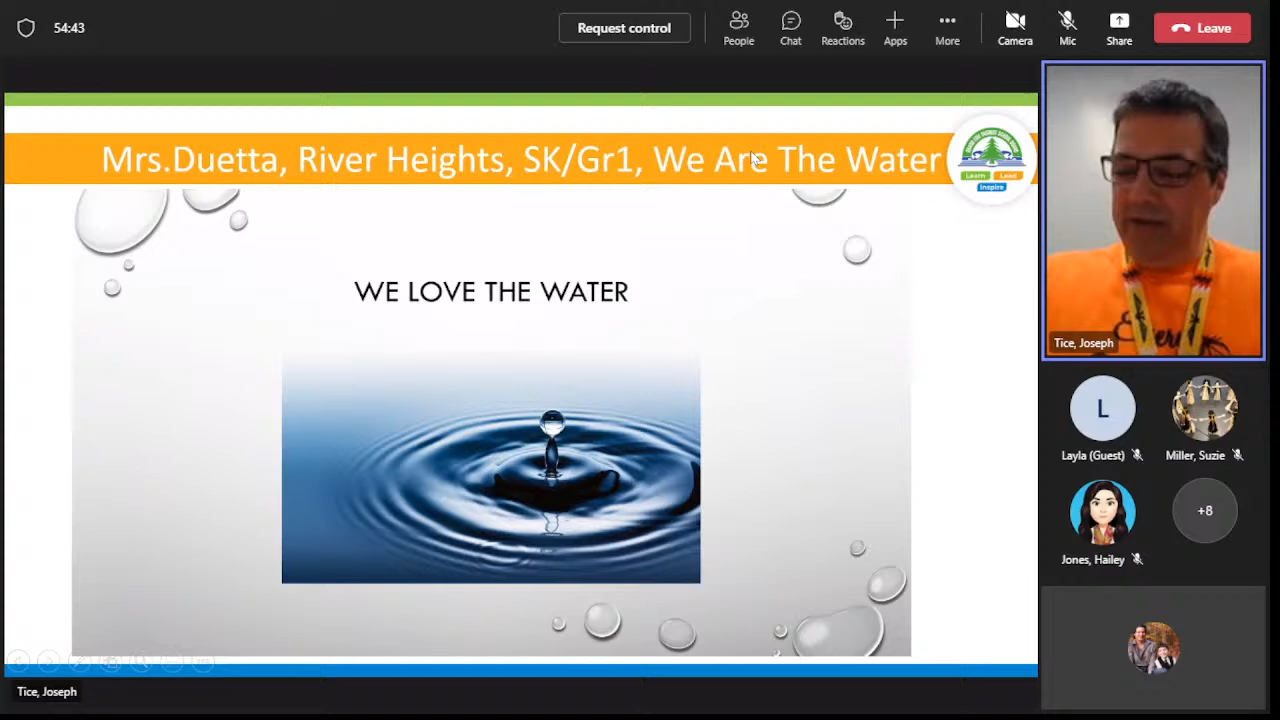 54:43
Request control
People
Chat
Reactions
Apps
More
Camera
Mic
Share
Leave
Mrs.Duetta, River Heights, SK/Gr1, We Are The Water
Learn
Lead
Inspire
WE LOVE THE WATER
Tice, Joseph
L
Layla (Guest)
Miller, Suzie
Jones, Hailey
+8
Tice, Joseph